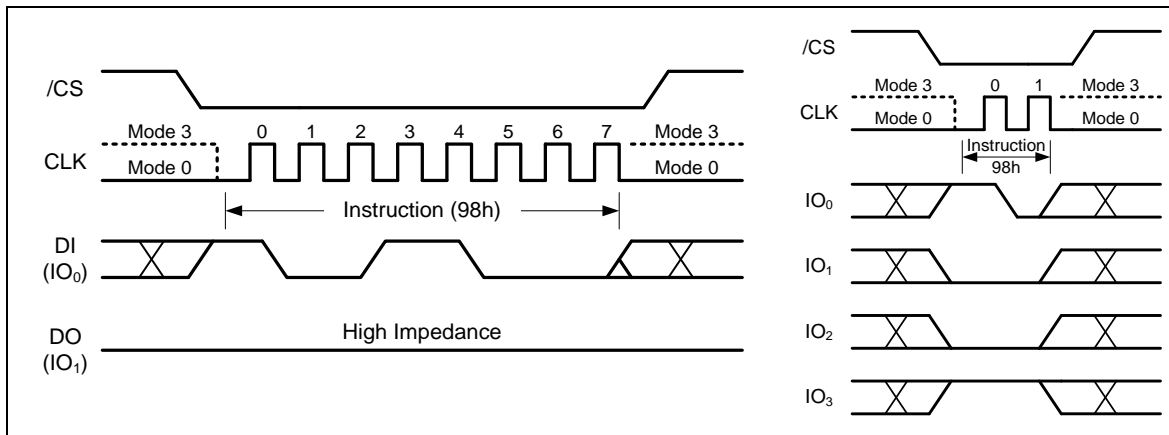 /CS
Mode 3 0 1 2 3 4 5 6 7 Mode 3
CLK
Mode 0 Mode 0
Instruction (98h)
DI
(IO0)
High Impedance
DO
(IO1)
/CS
Mode 3 0 1 Mode 3
CLK
Mode 0 Mode 0
Instruction
98h
IO0
IO1
IO2
IO3